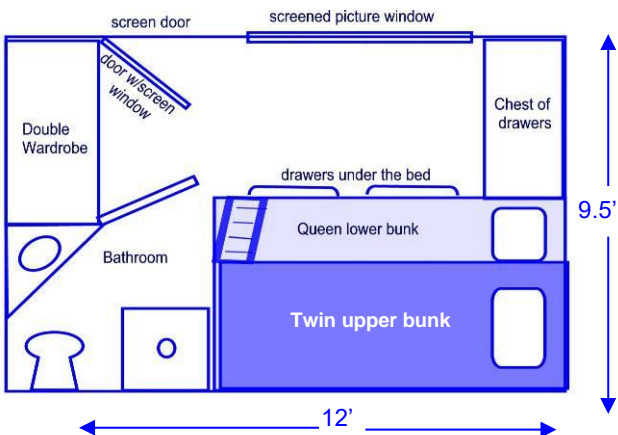 screen door
screened picture window
door w/screen
window
Double
Wardrobe
Chest of
drawers
drawers under the bed
9.5’
Queen lower bunk
Bathroom
Twin upper bunk
12’